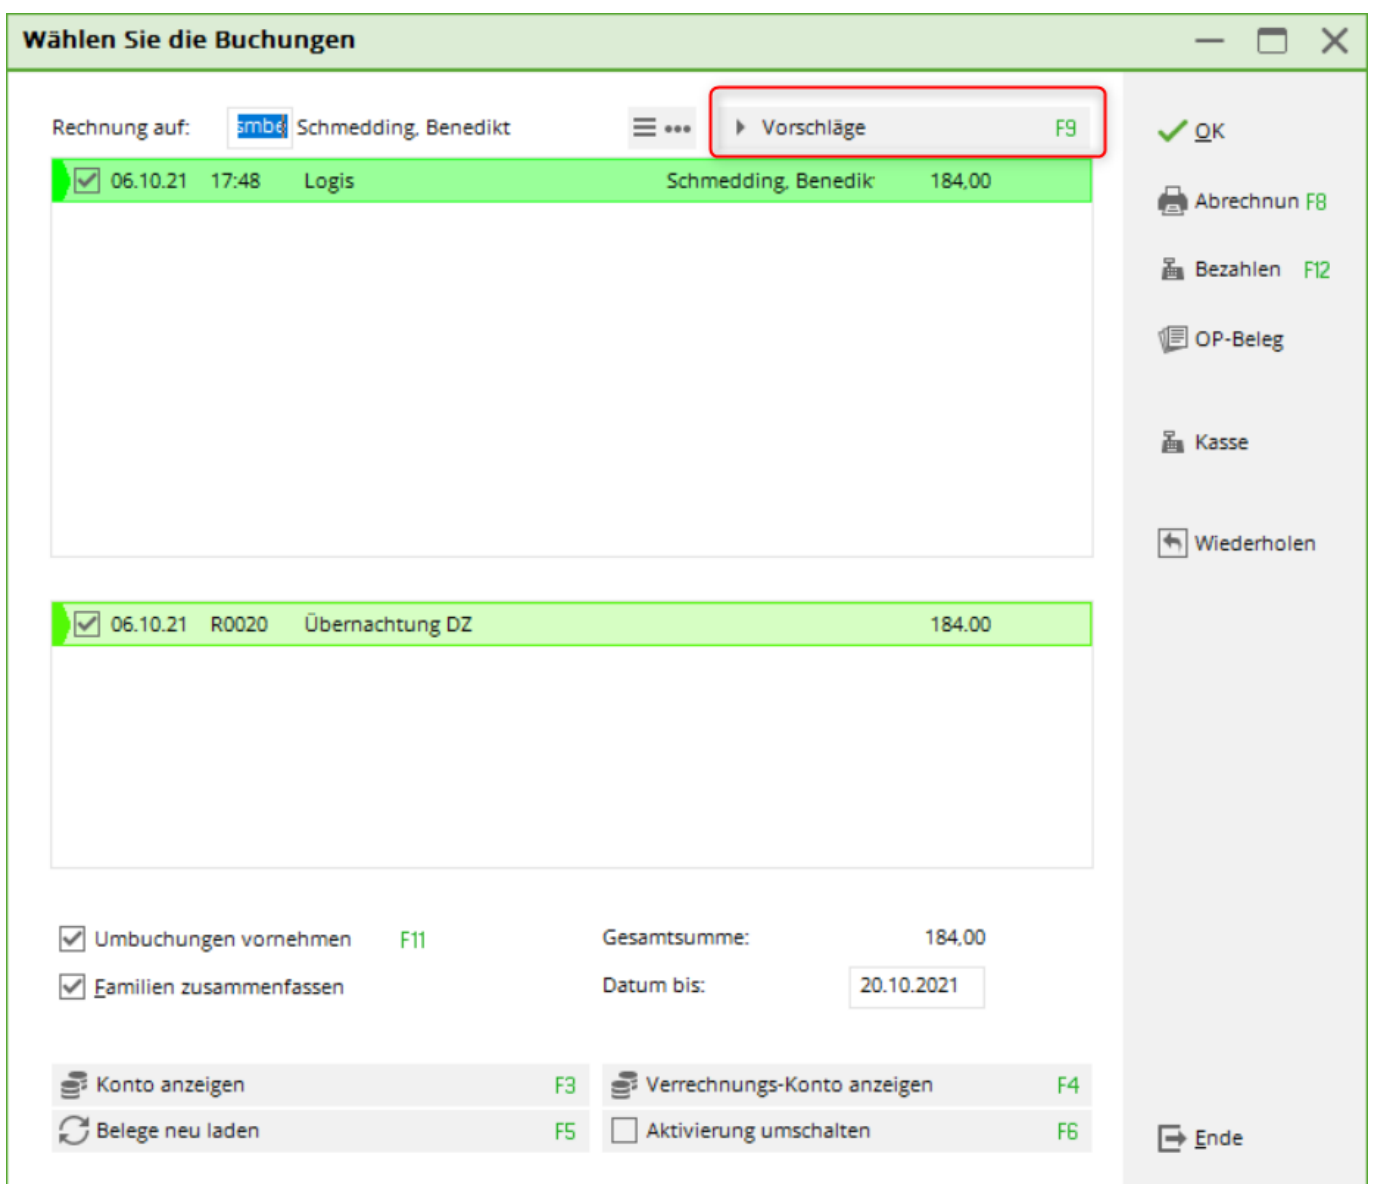 Wählen Sie die Buchungen
Rechnung auf: smbe Schmedding, Benedikt Vorschläge F9
06.10.21 17:48 Logis Schmedding, Benedik 184,00
06.10.21 R0020 Übernachtung DZ 184.00
Umbuchungen vornehmen F11 Gesamtsumme: 184,00
Familien zusammenfassen Datum bis: 20.10.2021
Konto anzeigen F3 Verrechnungs-Konto anzeigen F4
Belege neu laden F5 Aktivierung umschalten F6
OK
Abrechnun F8
Bezahlen F12
OP-Beleg
Kasse
Wiederholen
Ende